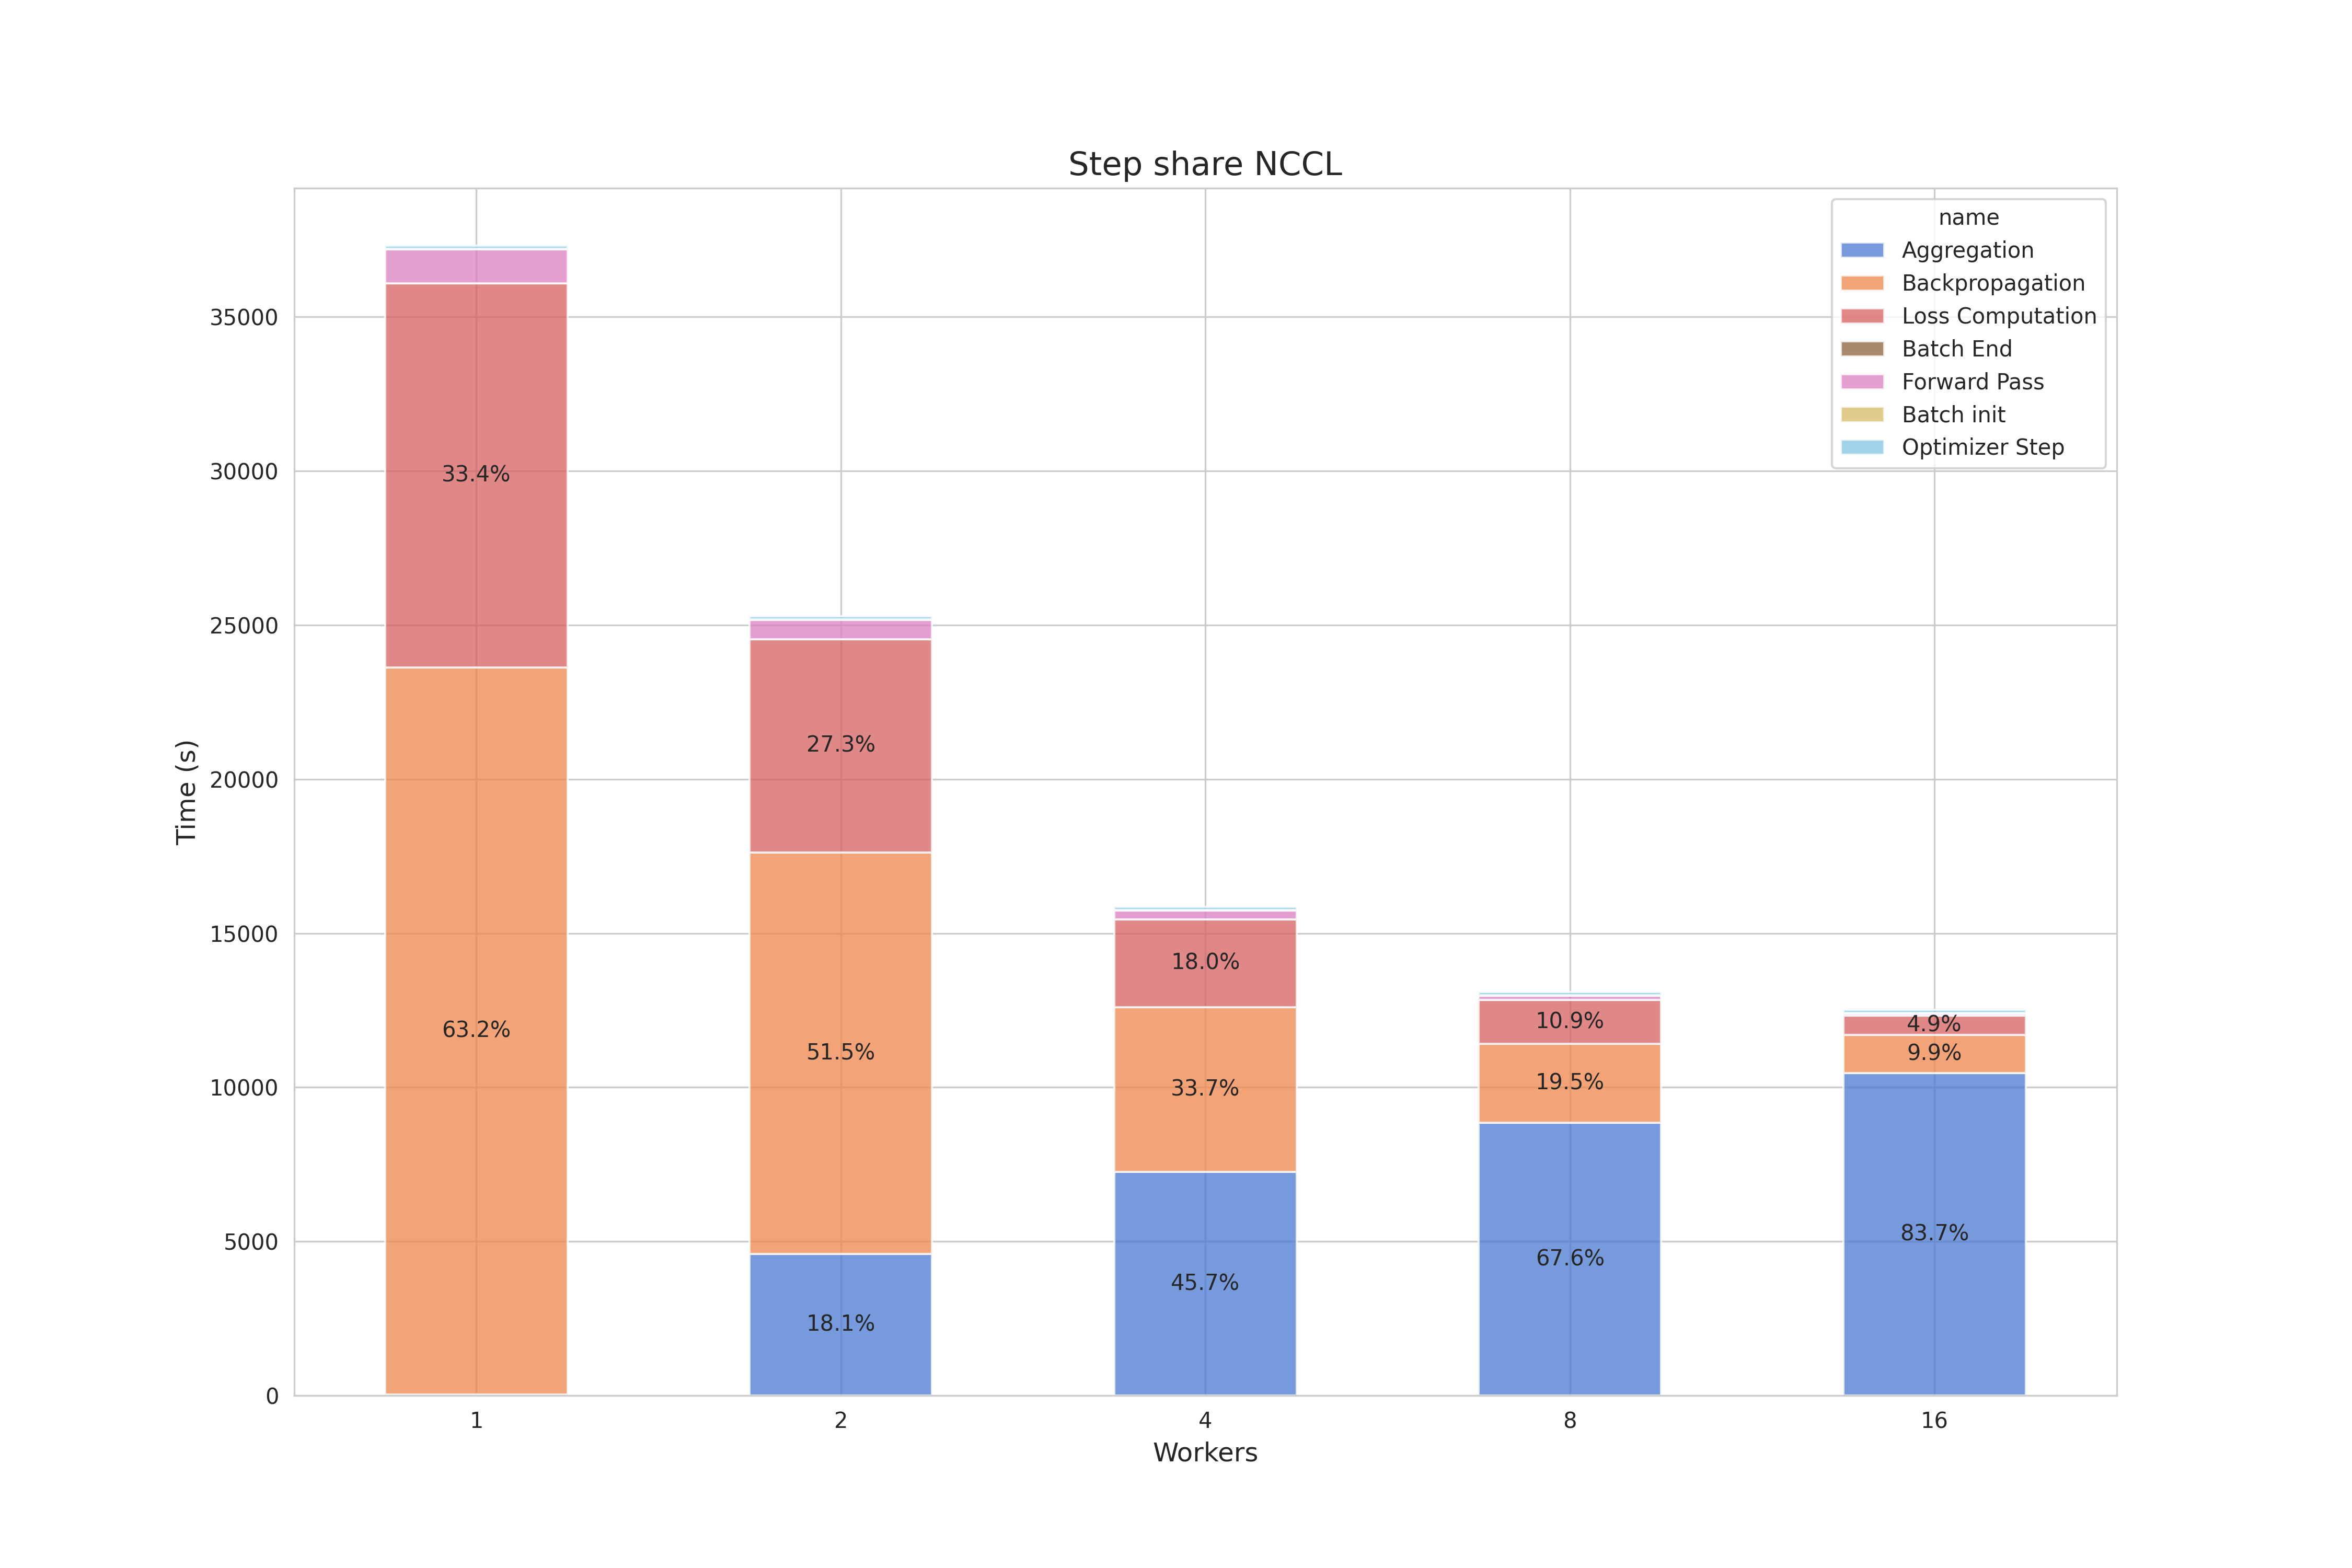 Step share NCCL
name
Aggregation
Backpropagation
Loss Computation
Batch End
Forward Pass
Batch init
Optimizer Step
Time (s)
35000
30000
25000
20000
15000
10000
5000
0
33.4%
63.2%
27.3%
51.5%
18.1%
18.0%
33.7%
45.7%
10.9%
19.5%
67.6%
4.9%
9.9%
83.7%
1 2 4 8 16
Workers